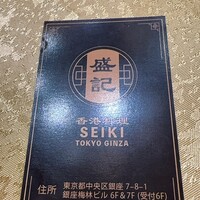 盛記
香港料理
SEIKI
TOKYO GINZA
住所 東京都中央区銀座 7-8-1
銀座梅林ビル 6F&7F (受付6F)